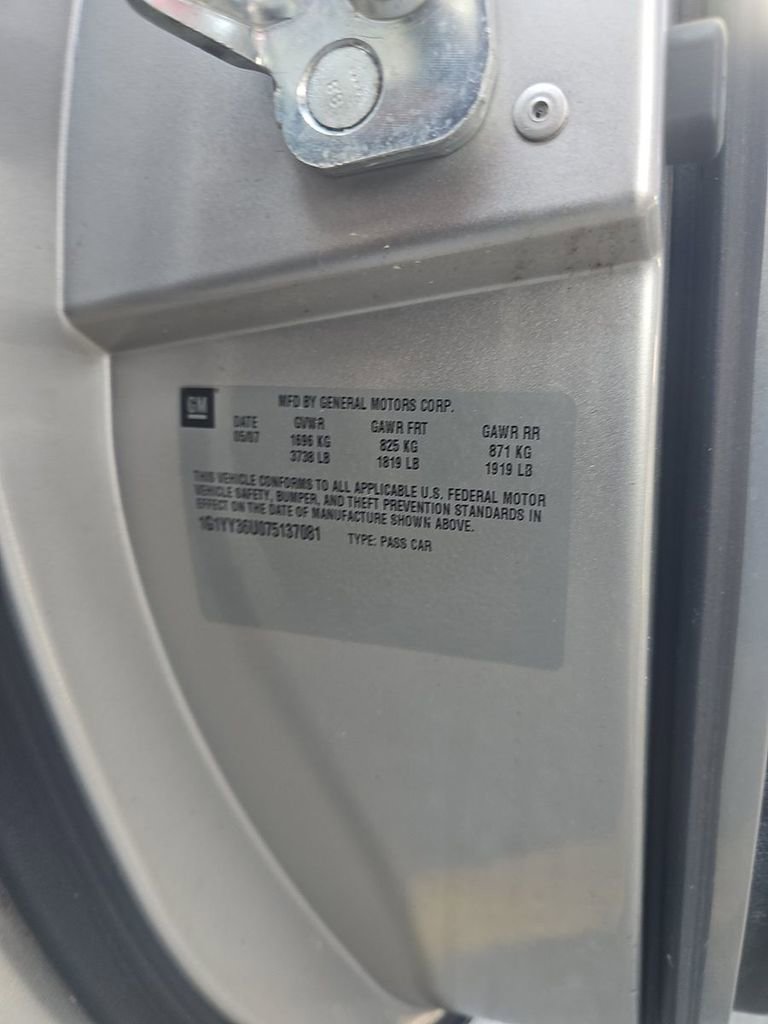 GM
MFD BY GENERAL MOTORS CORP.
DATE GVWR GAWR FRT GAWR RR
05/07 1696 KG 825 KG 871 KG
3738 LB 1819 LB 1919 LB
THIS VEHICLE CONFORMS TO ALL APPLICABLE U.S. FEDERAL MOTOR
VEHICLE SAFETY, BUMPER, AND THEFT PREVENTION STANDARDS IN
EFFECT ON THE DATE OF MANUFACTURE SHOWN ABOVE.
1G1YY36U075137081 TYPE: PASS CAR